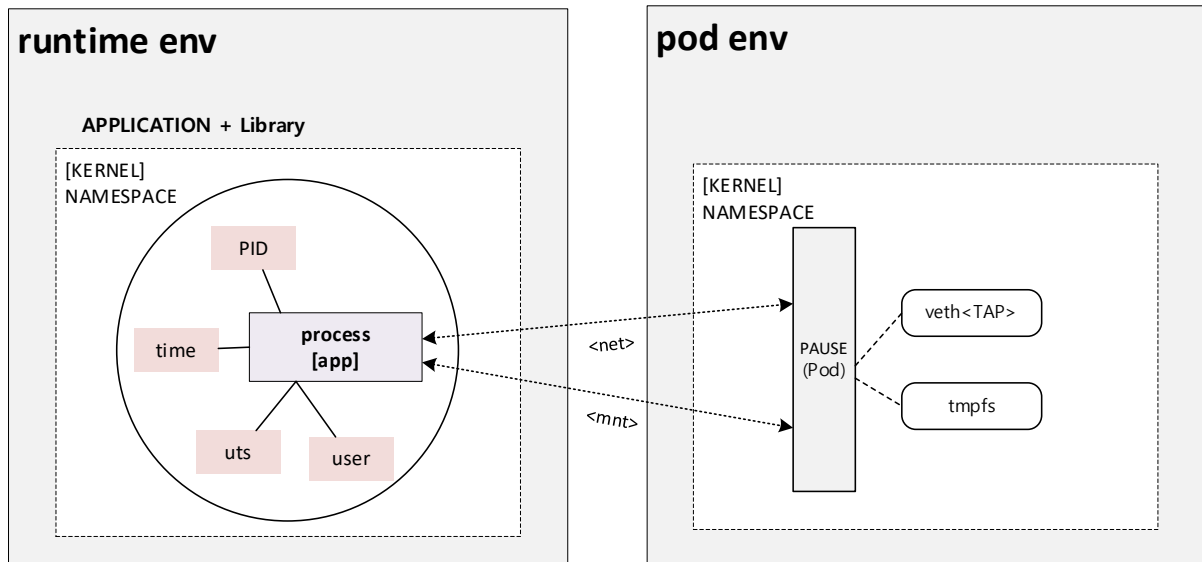 runtime env
APPLICATION + Library
[KERNEL]
NAMESPACE
PID
time
process
[app]
uts
user
<net>
<mnt>
pod env
[KERNEL]
NAMESPACE
PAUSE
(Pod)
veth<TAP>
tmpfs